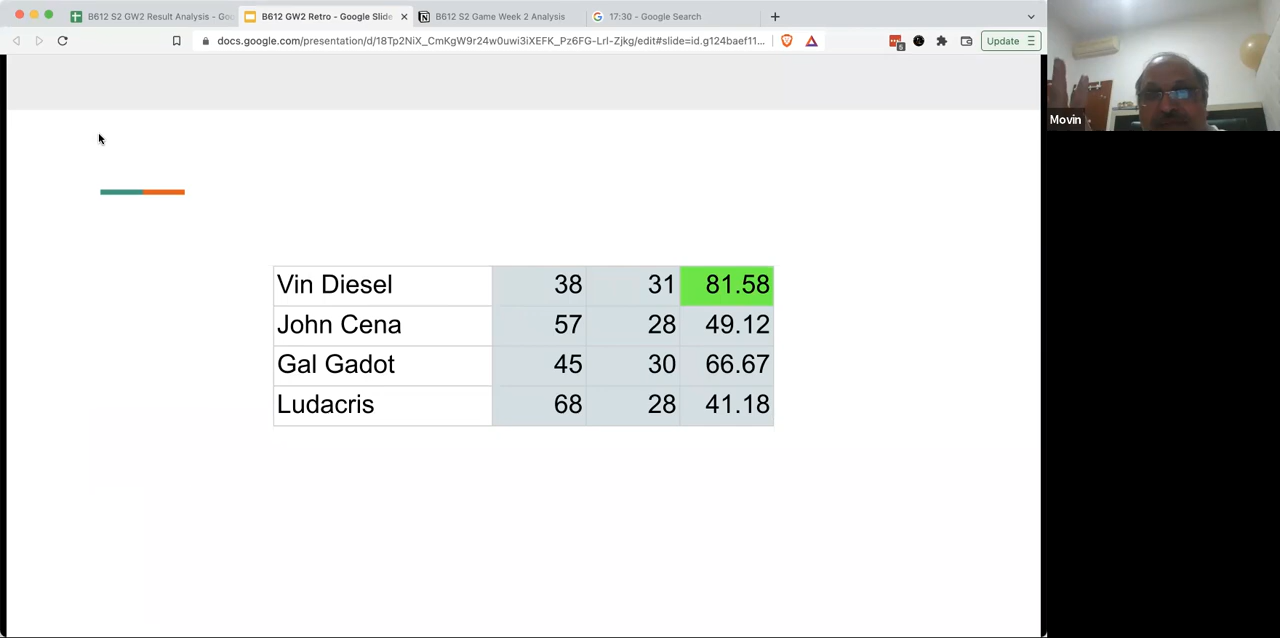 B612 S2 GW2 Result Analysis - Goo
B612 GW2 Retro - Google Slide
B612 S2 Game Week 2 Analysis
17:30 - Google Search
docs.google.com/presentation/d/18Tp2NiX_CmKgW9r24w0uwi3iXEFK_Pz6FG-Lrl-Zjkg/edit#slide=id.g124baef11...
5
Update
Movin
Vin Diesel 38 31 81.58
John Cena 57 28 49.12
Gal Gadot 45 30 66.67
Ludacris 68 28 41.18